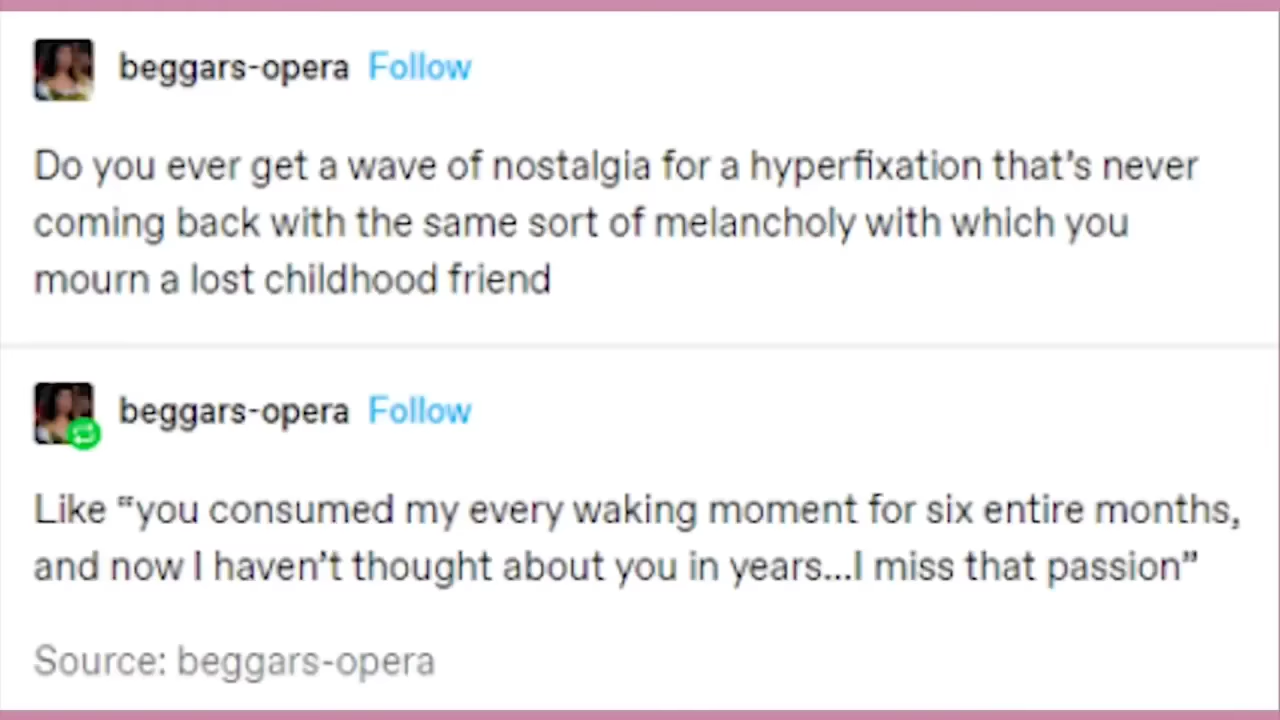 beggars-opera Follow
Do you ever get a wave of nostalgia for a hyperfixation that’s never
coming back with the same sort of melancholy with which you
mourn a lost childhood friend
beggars-opera Follow
Like “you consumed my every waking moment for six entire months,
and now I haven’t thought about you in years...I miss that passion”
Source: beggars-opera